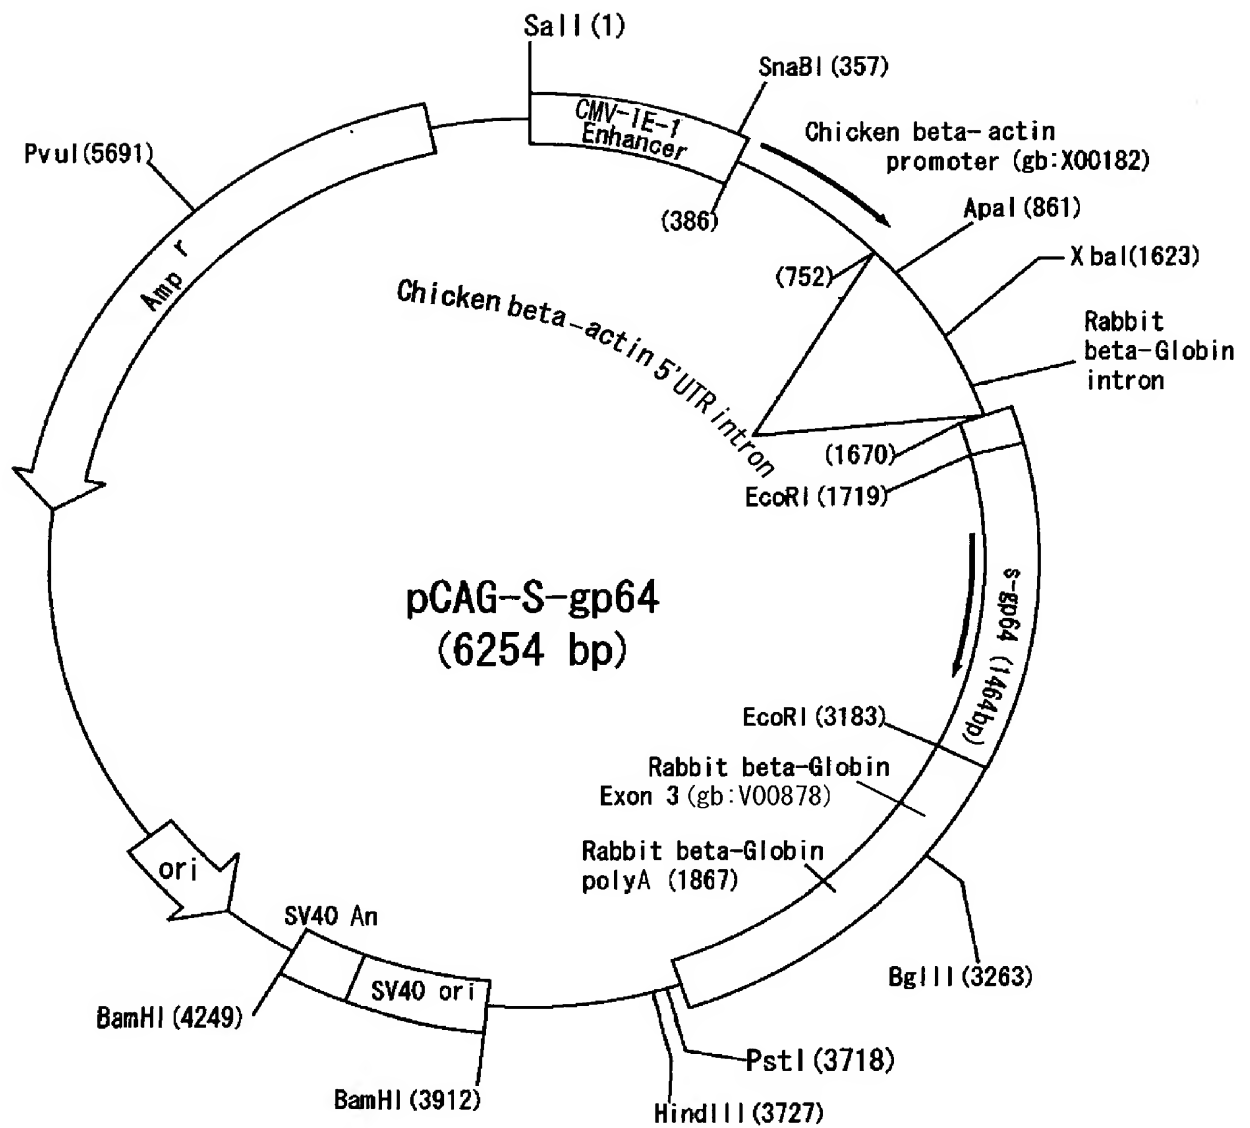 SalI(1)
SnaBI(357)
CMV-IE-1
Enhancer
Chicken beta-actin
promoter (gb:X00182)
PvuI(5691)
(386)
ApaI(861)
XbaI(1623)
(752)
Amp r
Chicken beta-actin 5'UTR intron
Rabbit
beta-Globin
intron
(1670)
EcoRI(1719)
pCAG-S-gp64
(6254 bp)
s-gp64 (1464bp)
EcoRI(3183)
Rabbit beta-Globin
Exon 3(gb:V00878)
Rabbit beta-Globin
polyA (1867)
ori
SV40 An
SV40 ori
BglII(3263)
BamHI(4249)
PstI(3718)
BamHI(3912)
HindIII(3727)